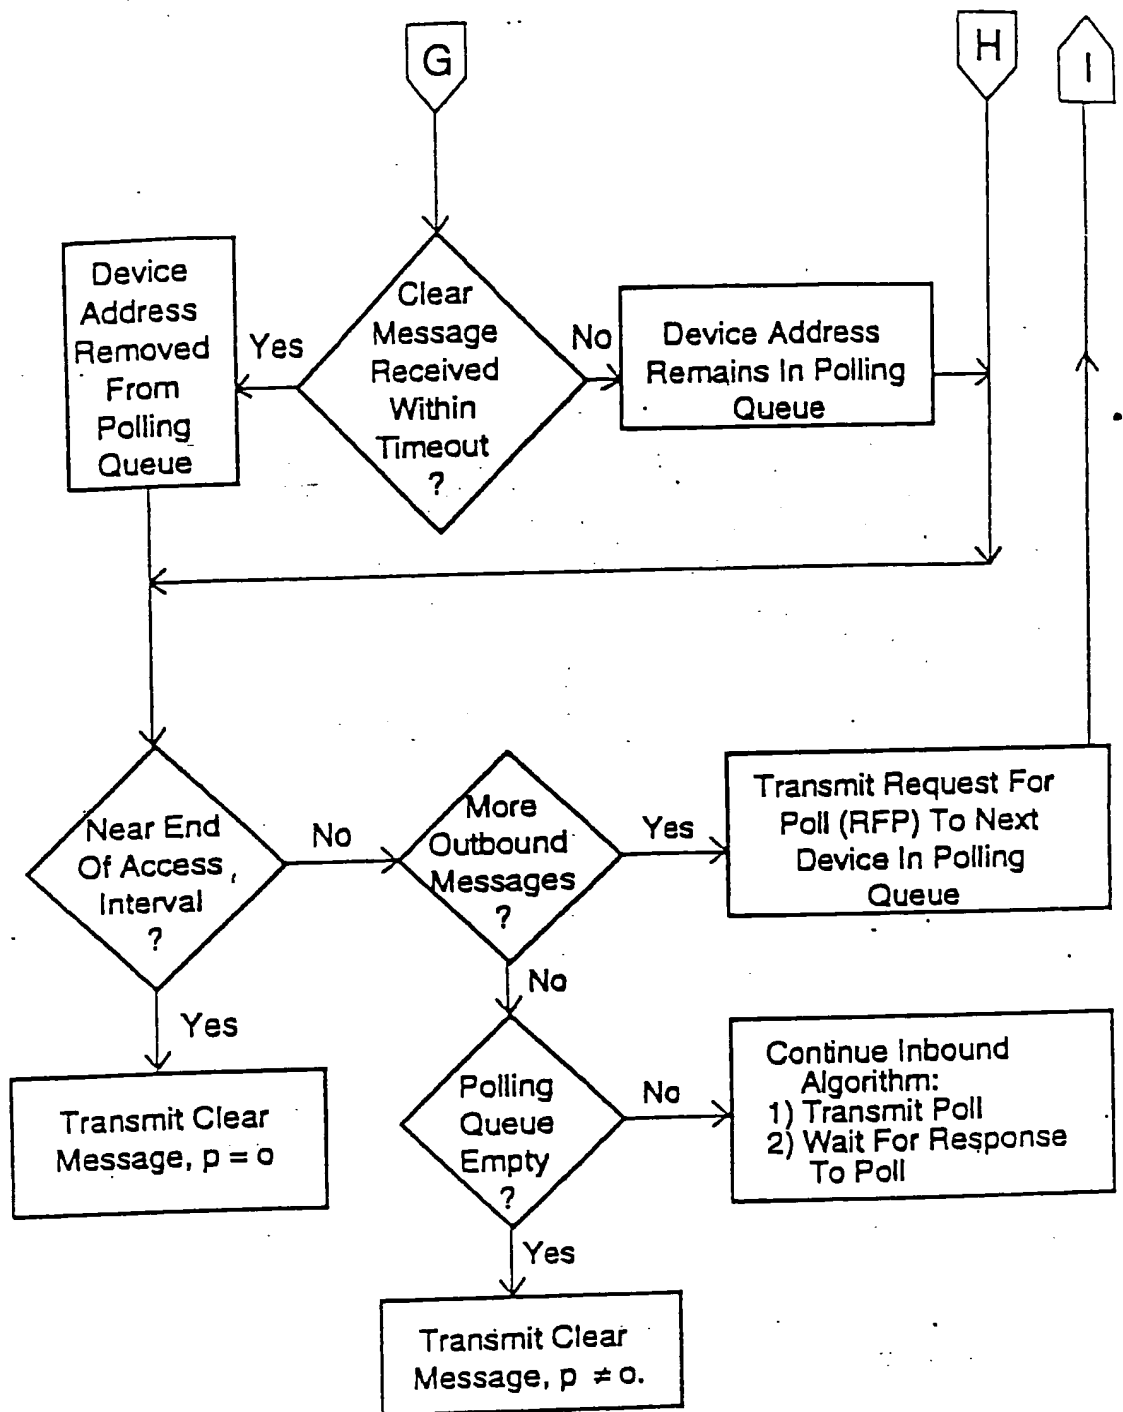 G
H
I
Device
Address
Removed
From
Polling
Queue
Yes
Clear
Message
Received
Within
Timeout
?
No
Device Address
Remains In Polling
Queue
Near End
Of Access
Interval
?
No
More
Outbound
Messages
?
Yes
Transmit Request For
Poll (RFP) To Next
Device In Polling
Queue
Yes
No
Transmit Clear
Message, p = o
Polling
Queue
Empty
?
No
Continue Inbound
Algorithm:
1) Transmit Poll
2) Wait For Response
To Poll
Yes
Transmit Clear
Message, p ≠ o.